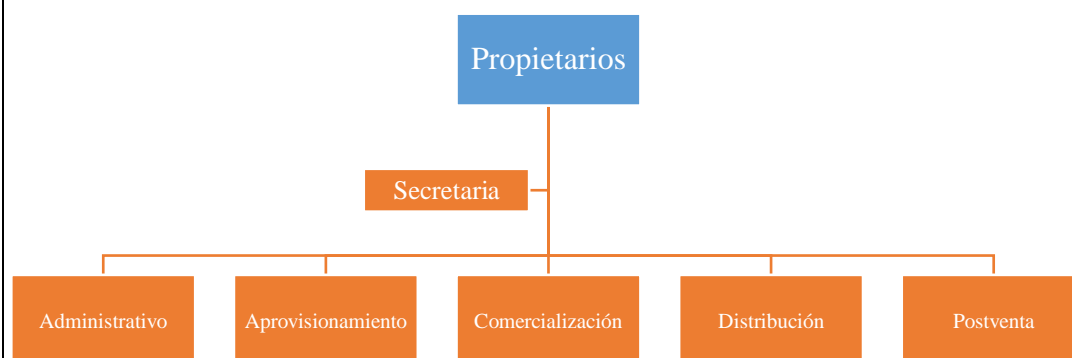 Propietarios
Secretaria
Administrativo
Aprovisionamiento
Comercialización
Distribución
Postventa